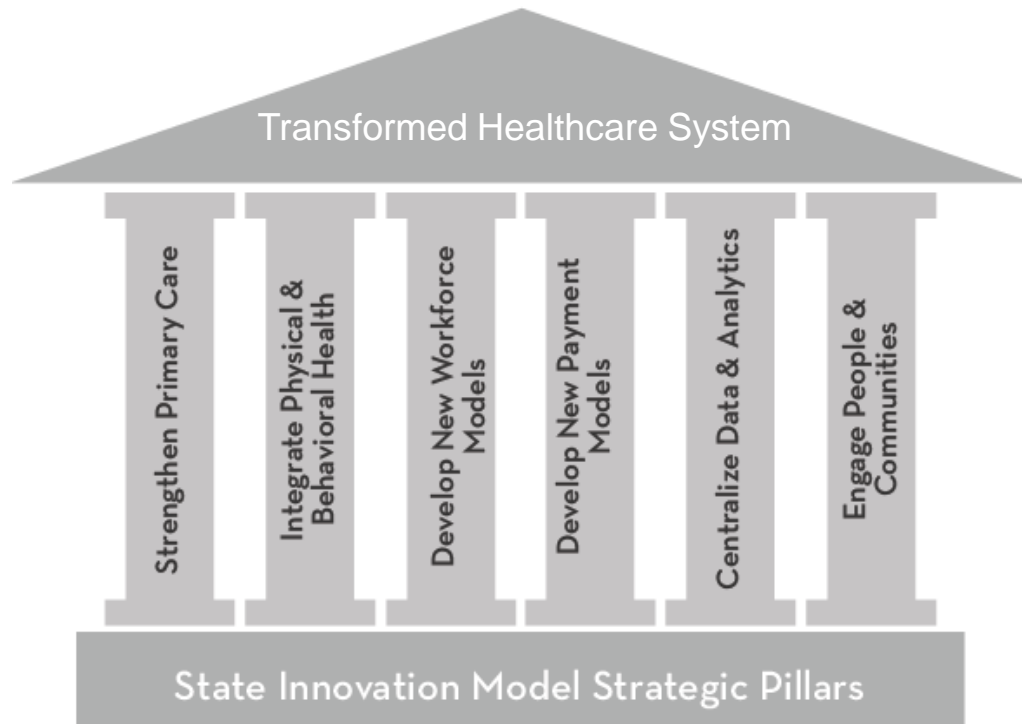 Transformed Healthcare System
Strengthen Primary Care
Integrate Physical &
Behavioral Health
Develop New Workforce
Models
Develop New Payment
Models
Centralize Data & Analytics
Engage People &
Communities
State Innovation Model Strategic Pillars